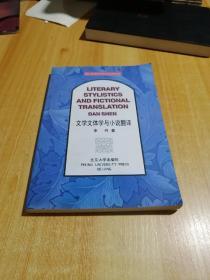 LITERARY
STYLISTICS
AND FICTIONAL
TRANSLATION
DAN SHEN
文学文体学与小说翻译
申 丹 著
北京大学出版社
PEKING UNIVERSITY PRESS
BEIJING